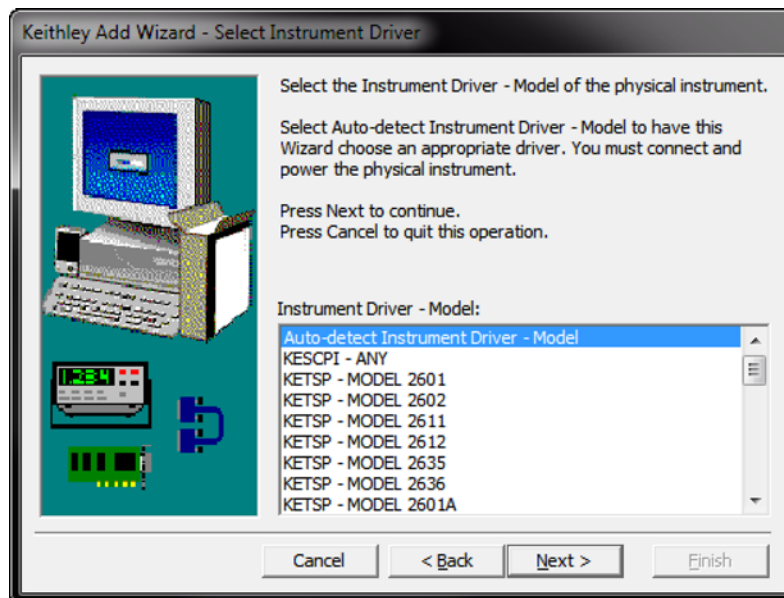 Keithley Add Wizard - Select Instrument Driver
Select the Instrument Driver - Model of the physical instrument.
Select Auto-detect Instrument Driver - Model to have this
Wizard choose an appropriate driver. You must connect and
power the physical instrument.
Press Next to continue.
Press Cancel to quit this operation.
Instrument Driver - Model:
Auto-detect Instrument Driver - Model
KESCPI - ANY
KETSP - MODEL 2601
KETSP - MODEL 2602
KETSP - MODEL 2611
KETSP - MODEL 2612
KETSP - MODEL 2635
KETSP - MODEL 2636
KETSP - MODEL 2601A
1.234
Cancel
< Back
Next >
Finish